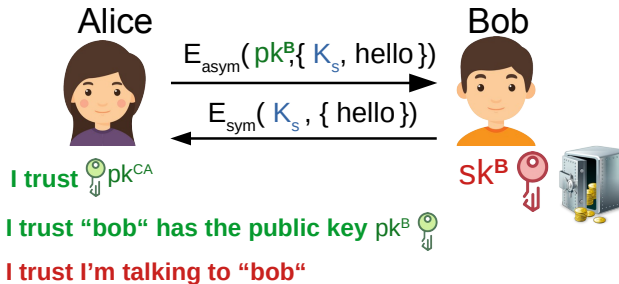 Alice
Bob
E_asym( pk^B,{ K_s, hello })
E_sym( K_s , { hello })
I trust pk^CA
sk^B
I trust “bob“ has the public key pk^B
I trust I'm talking to “bob“